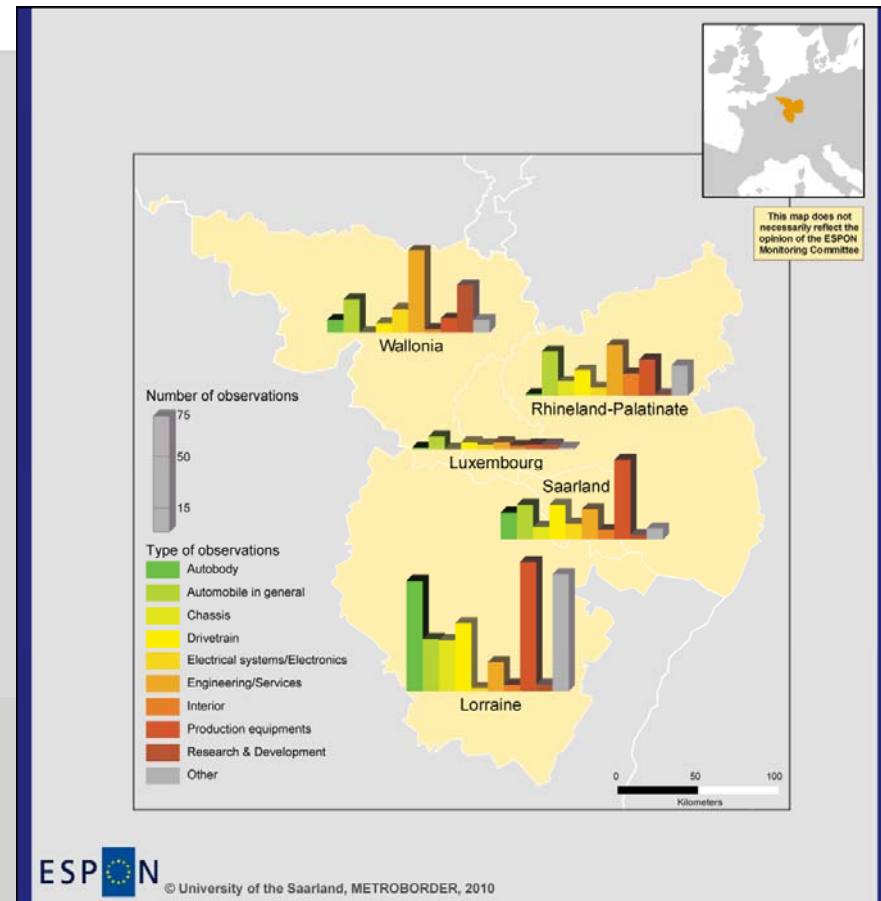 This map does not
necessarily reflect the
opinion of the ESPON
Monitoring Committee
Wallonia
Rhineland-Palatinate
Number of observations
75
50
15
Luxembourg
Saarland
Type of observations
Autobody
Automobile in general
Chassis
Drivetrain
Electrical systems/Electronics
Engineering/Services
Interior
Production equipments
Research & Development
Other
Lorraine
0 50 100
Kilometers
ESPON
© University of the Saarland, METROBORDER, 2010